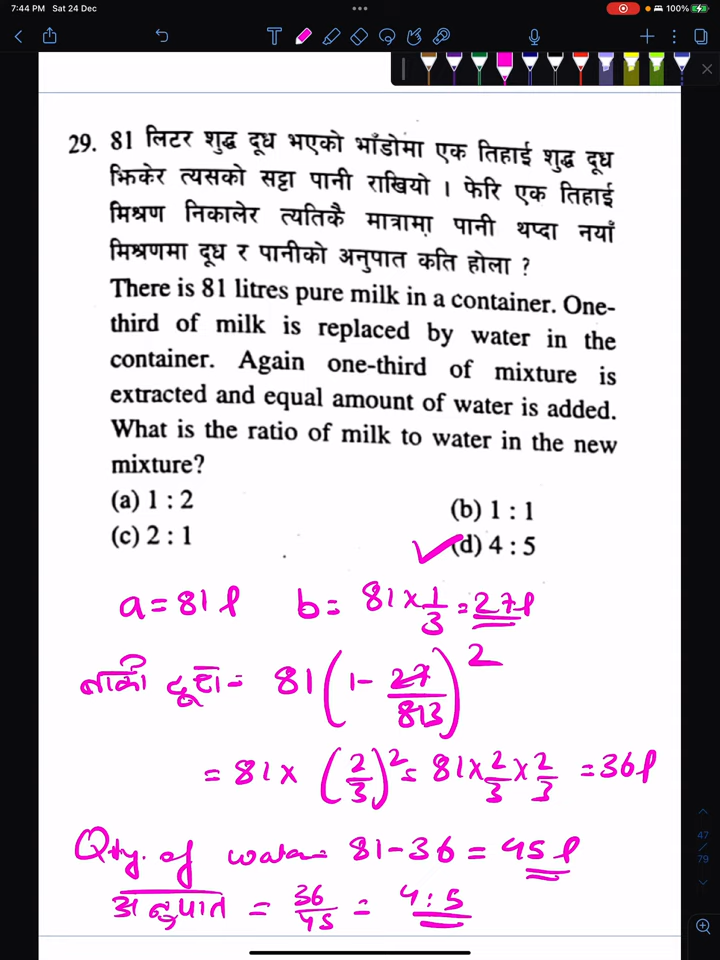 7:44 PM Sat 24 Dec
100%
29. 81 लिटर शुद्ध दूध भएको भाँडोमा एक तिहाई शुद्ध दूध
झिकेर त्यसको सट्टा पानी राखियो । फेरि एक तिहाई
मिश्रण निकालेर त्यतिकै मात्रामा पानी थप्दा नयाँ
मिश्रणमा दूध र पानीको अनुपात कति होला ?
There is 81 litres pure milk in a container. One-
third of milk is replaced by water in the
container. Again one-third of mixture is
extracted and equal amount of water is added.
What is the ratio of milk to water in the new
mixture?
(a) 1 : 2
(b) 1 : 1
(c) 2 : 1
(d) 4 : 5
a = 81 l b = 81 × 1/3 = 27 l
बाकी दूध = 81 (1 - 27/81 3)²
= 81 × (2/3)² = 81 × 2/3 × 2/3 = 36 l
Qty. of water = 81 - 36 = 45 l
अनुपात = 36/45 = 4 : 5
47
79